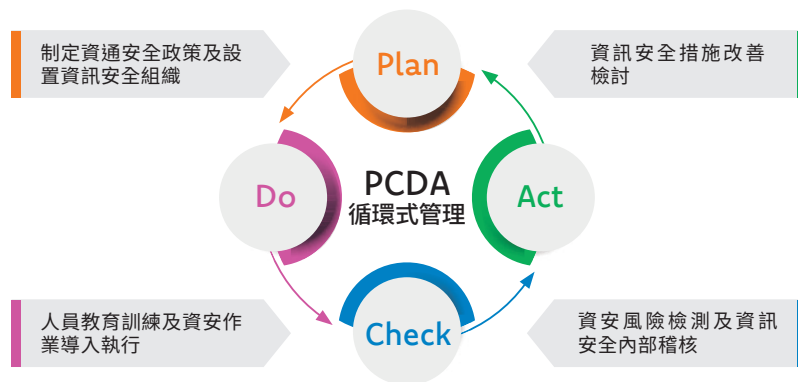 制定資通安全政策及設
置資訊安全組織
Plan
資訊安全措施改善
檢討
Do
PCDA
循環式管理
Act
人員教育訓練及資安作
業導入執行
Check
資安風險檢測及資訊
安全內部稽核